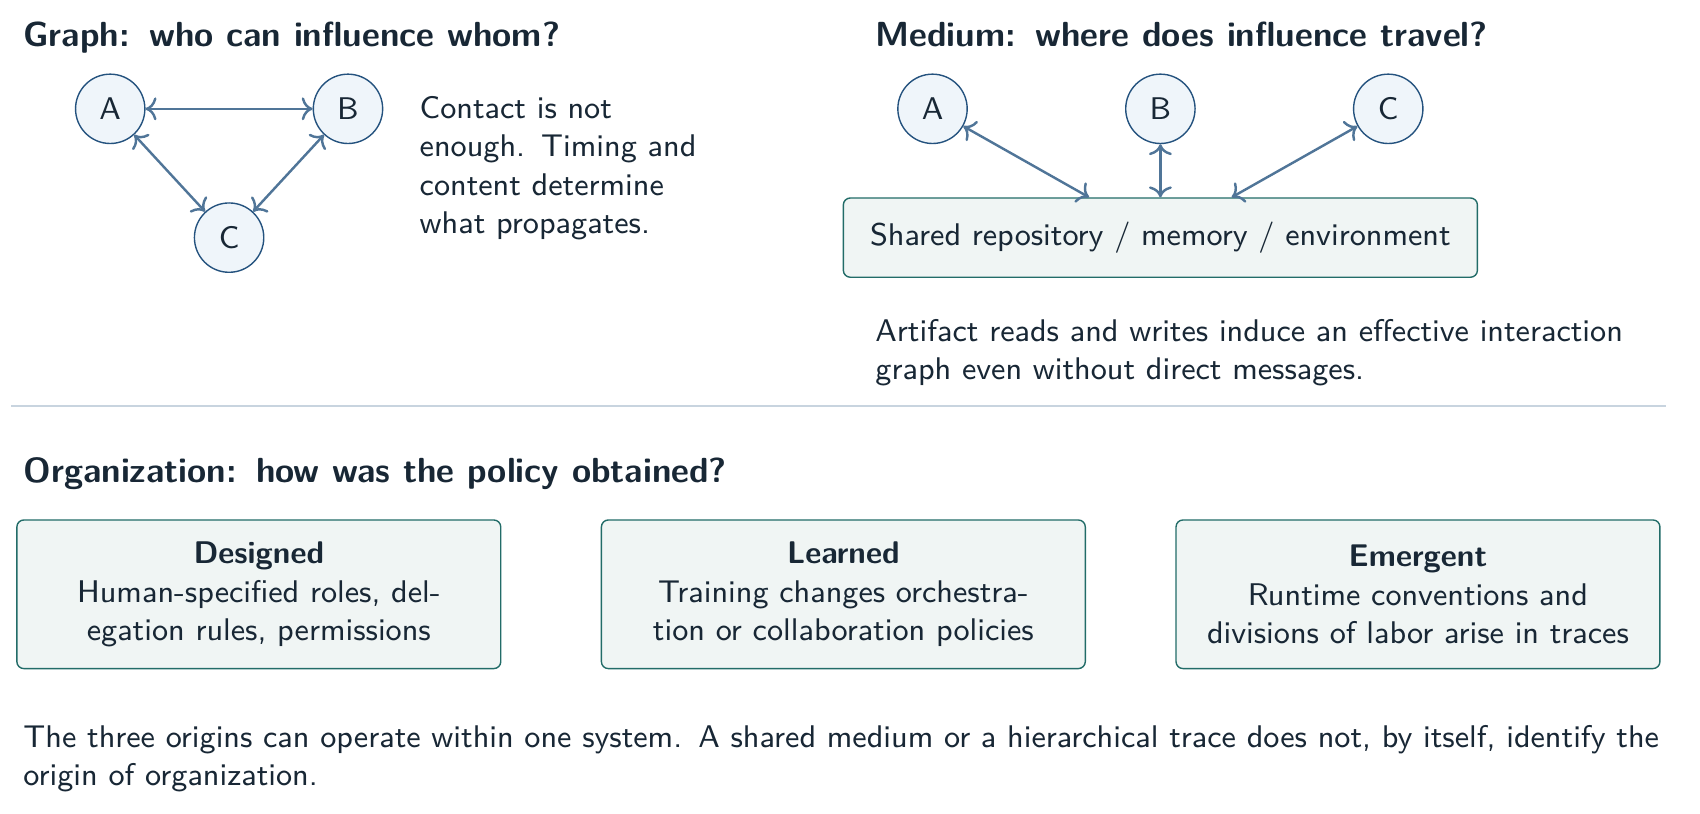 Graph: who can influence whom?
A
B
C
Contact is not
enough. Timing and
content determine
what propagates.
Medium: where does influence travel?
A
B
C
Shared repository / memory / environment
Artifact reads and writes induce an effective interaction
graph even without direct messages.
Organization: how was the policy obtained?
Designed
Human-specified roles, del-
egation rules, permissions
Learned
Training changes orchestra-
tion or collaboration policies
Emergent
Runtime conventions and
divisions of labor arise in traces
The three origins can operate within one system. A shared medium or a hierarchical trace does not, by itself, identify the
origin of organization.